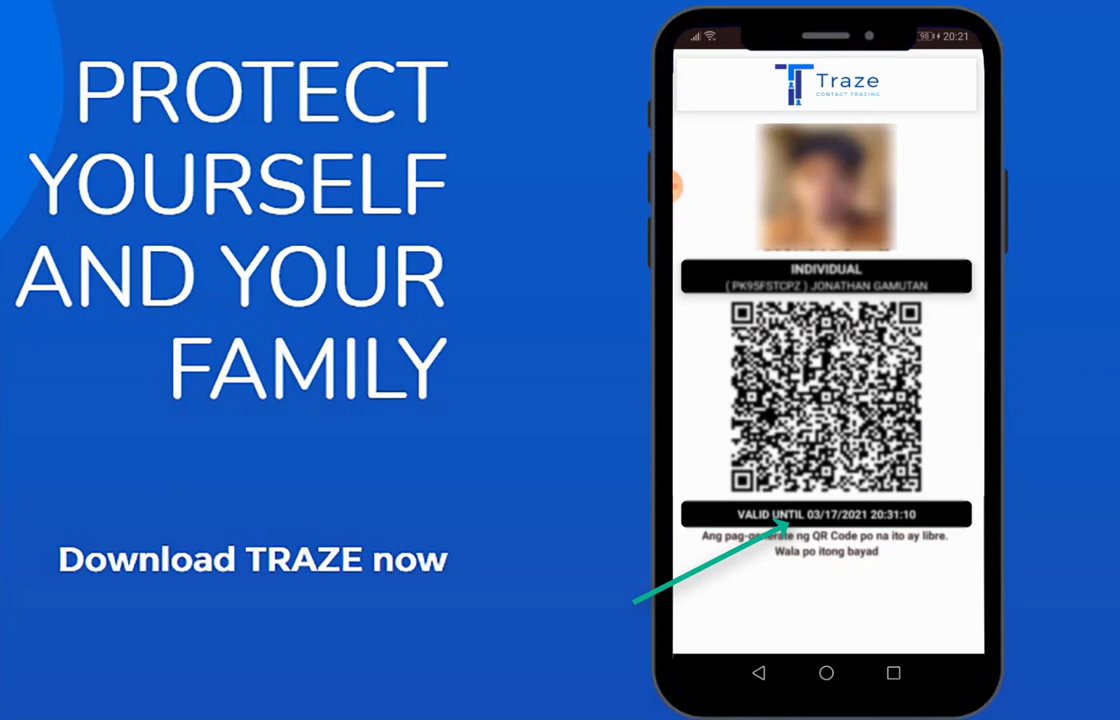 PROTECT
YOURSELF
AND YOUR
FAMILY
Download TRAZE now
98 20:21
Traze
CONTACT TRACING
INDIVIDUAL
( PK95FSTCPZ ) JONATHAN GAMUTAN
VALID UNTIL 03/17/2021 20:31:10
Ang pag-generate ng QR Code po na ito ay libre.
Wala po itong bayad